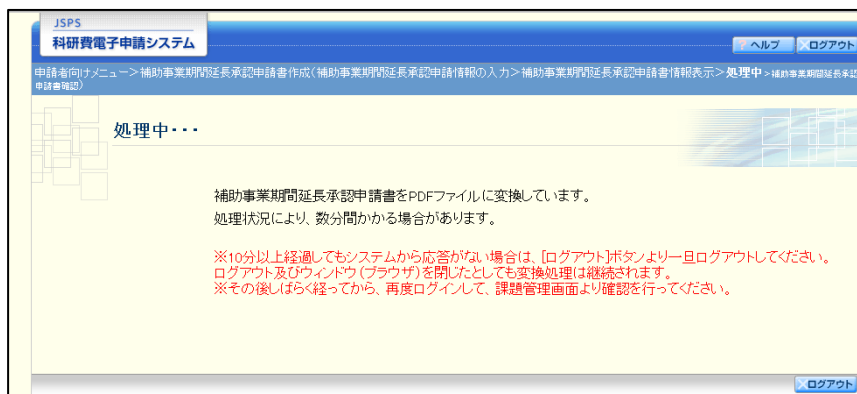 JSPS
科研費電子申請システム
ヘルプ
ログアウト
申請者向けメニュー>補助事業期間延長承認申請書作成(補助事業期間延長承認申請情報の入力>補助事業期間延長承認申請書情報表示>処理中>補助事業期間延長承認
申請書確認)
処理中・・・
補助事業期間延長承認申請書をPDFファイルに変換しています。
処理状況により、数分間かかる場合があります。
※10分以上経過してもシステムから応答がない場合は、[ログアウト]ボタンより一旦ログアウトしてください。
ログアウト及びウィンドウ(ブラウザ)を閉じたとしても変換処理は継続されます。
※その後しばらく経ってから、再度ログインして、課題管理画面より確認を行ってください。
ログアウト